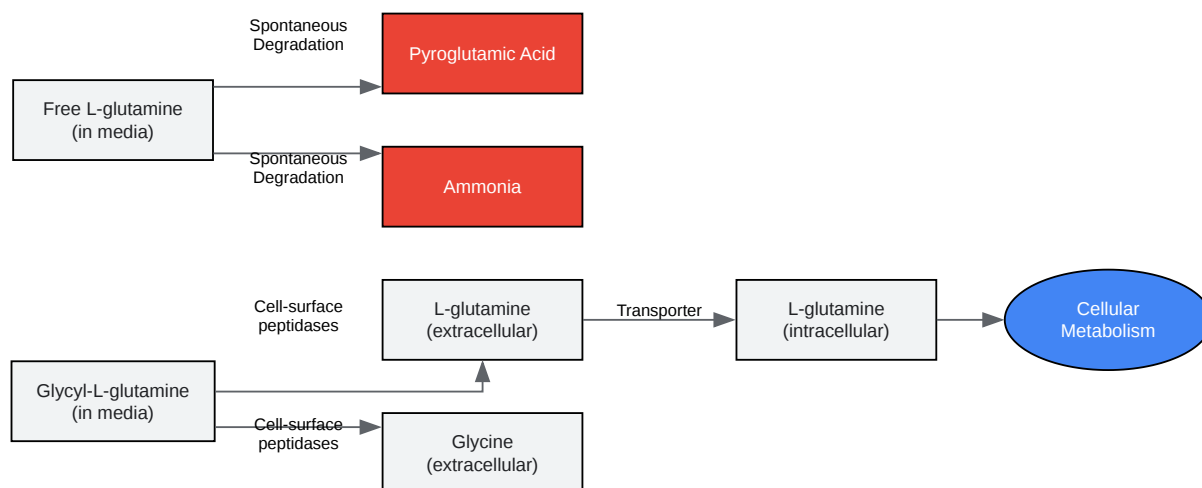 Spontaneous
Degradation
Pyroglutamic Acid
Free L-glutamine
(in media)
Spontaneous
Degradation
Ammonia
Cell-surface
peptidases
L-glutamine
(extracellular)
Transporter
L-glutamine
(intracellular)
Cellular
Metabolism
Glycyl-L-glutamine
(in media)
Cell-surface
peptidases
Glycine
(extracellular)